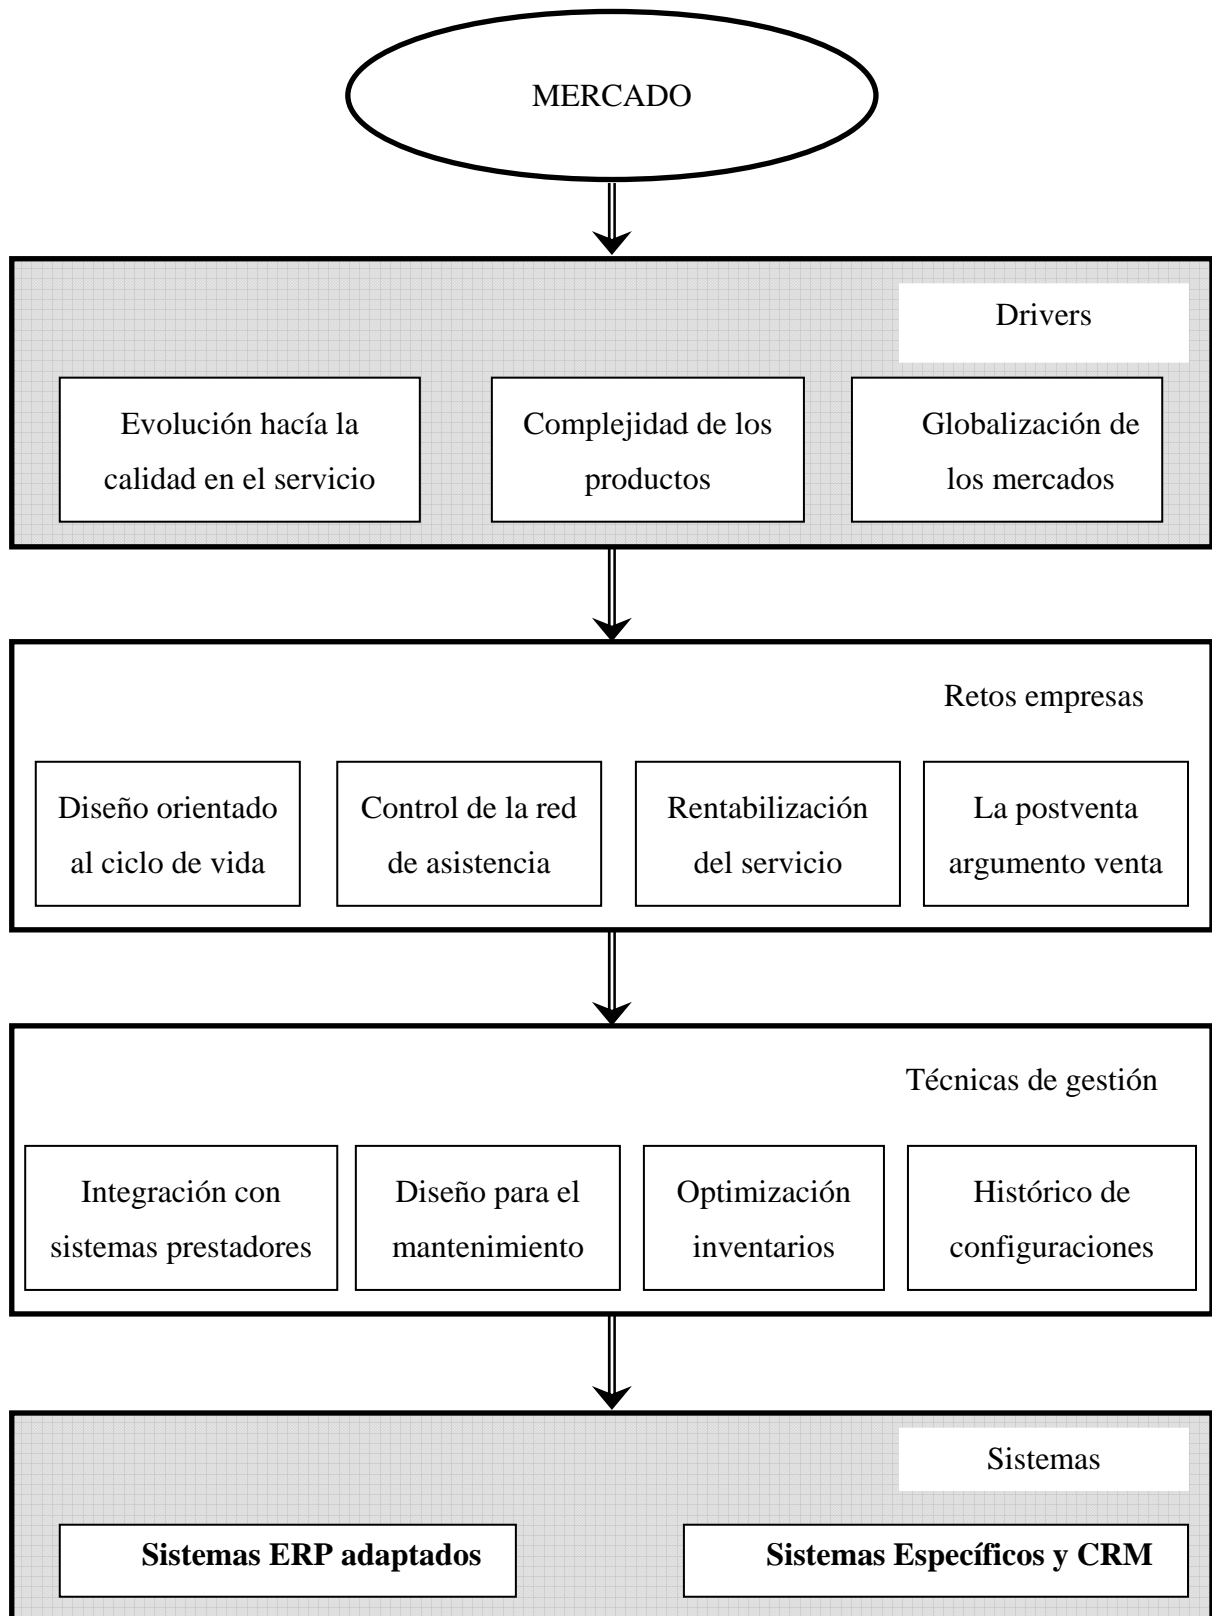 MERCADO
Drivers
Evolución hacía la
calidad en el servicio
Complejidad de los
productos
Globalización de
los mercados
Retos empresas
Diseño orientado
al ciclo de vida
Control de la red
de asistencia
Rentabilización
del servicio
La postventa
argumento venta
Técnicas de gestión
Integración con
sistemas prestadores
Diseño para el
mantenimiento
Optimización
inventarios
Histórico de
configuraciones
Sistemas
Sistemas ERP adaptados
Sistemas Específicos y CRM